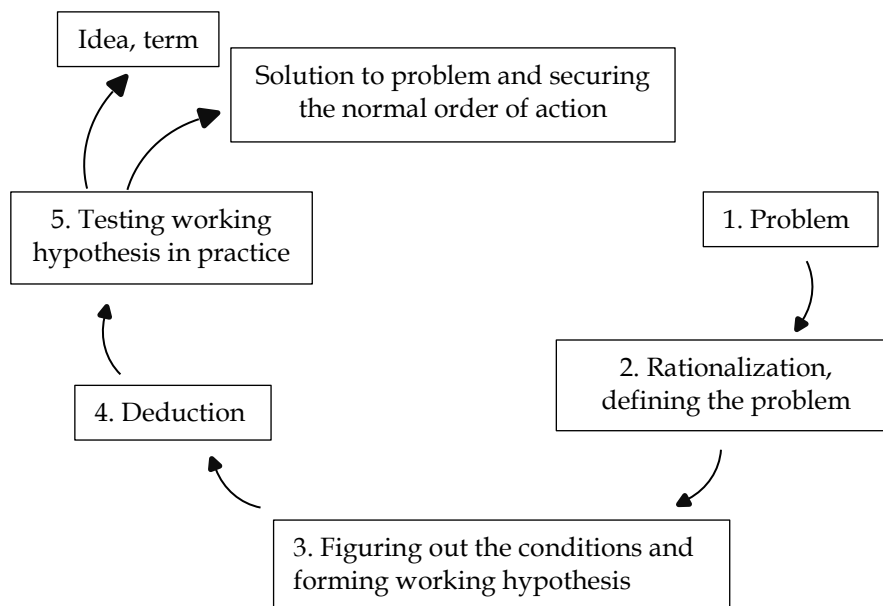 Idea, term
Solution to problem and securing
the normal order of action
1. Problem
2. Rationalization,
defining the problem
3. Figuring out the conditions and
forming working hypothesis
4. Deduction
5. Testing working
hypothesis in practice